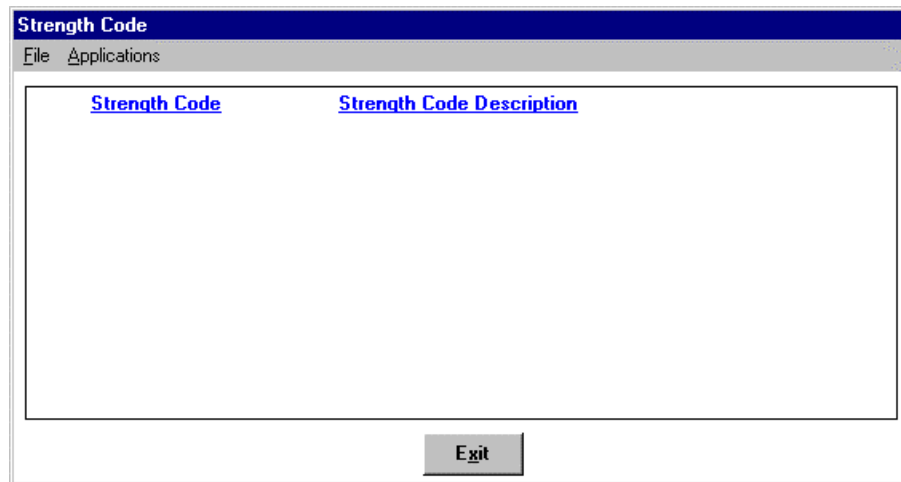 Strength Code
File Applications
Strength Code Strength Code Description
Exit